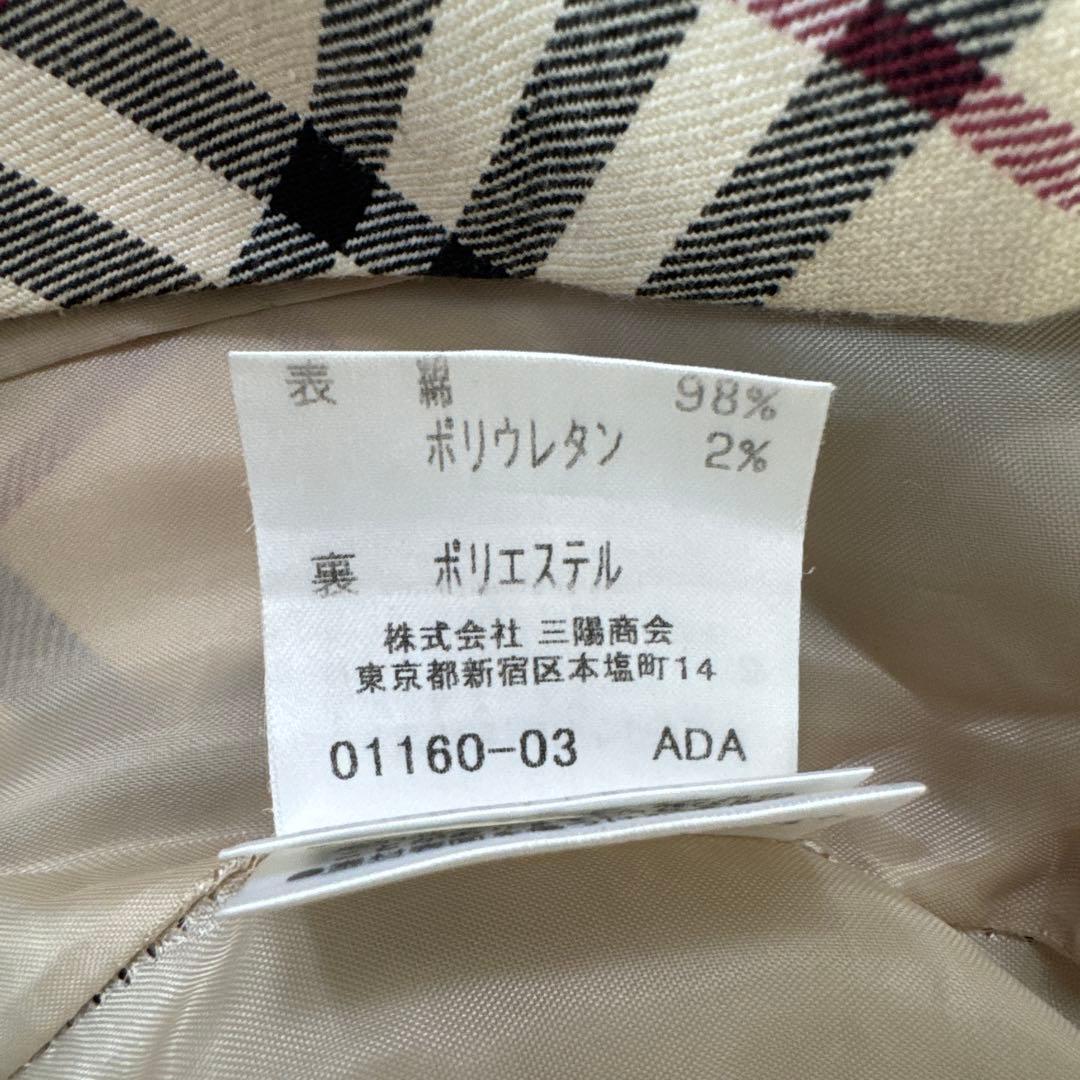 表 綿 98%
ポリウレタン 2%
裏 ポリエステル
株式会社 三陽商会
東京都新宿区本塩町14
01160-03 ADA